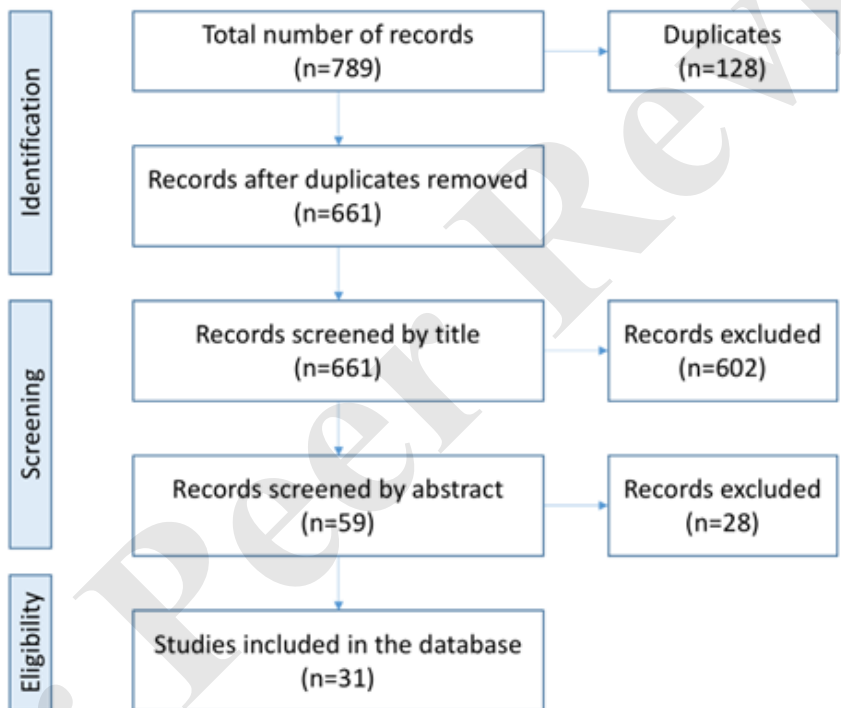 Identification
Total number of records
(n=789)
Duplicates
(n=128)
Records after duplicates removed
(n=661)
Screening
Records screened by title
(n=661)
Records excluded
(n=602)
Records screened by abstract
(n=59)
Records excluded
(n=28)
Eligibility
Studies included in the database
(n=31)
Peer Rev